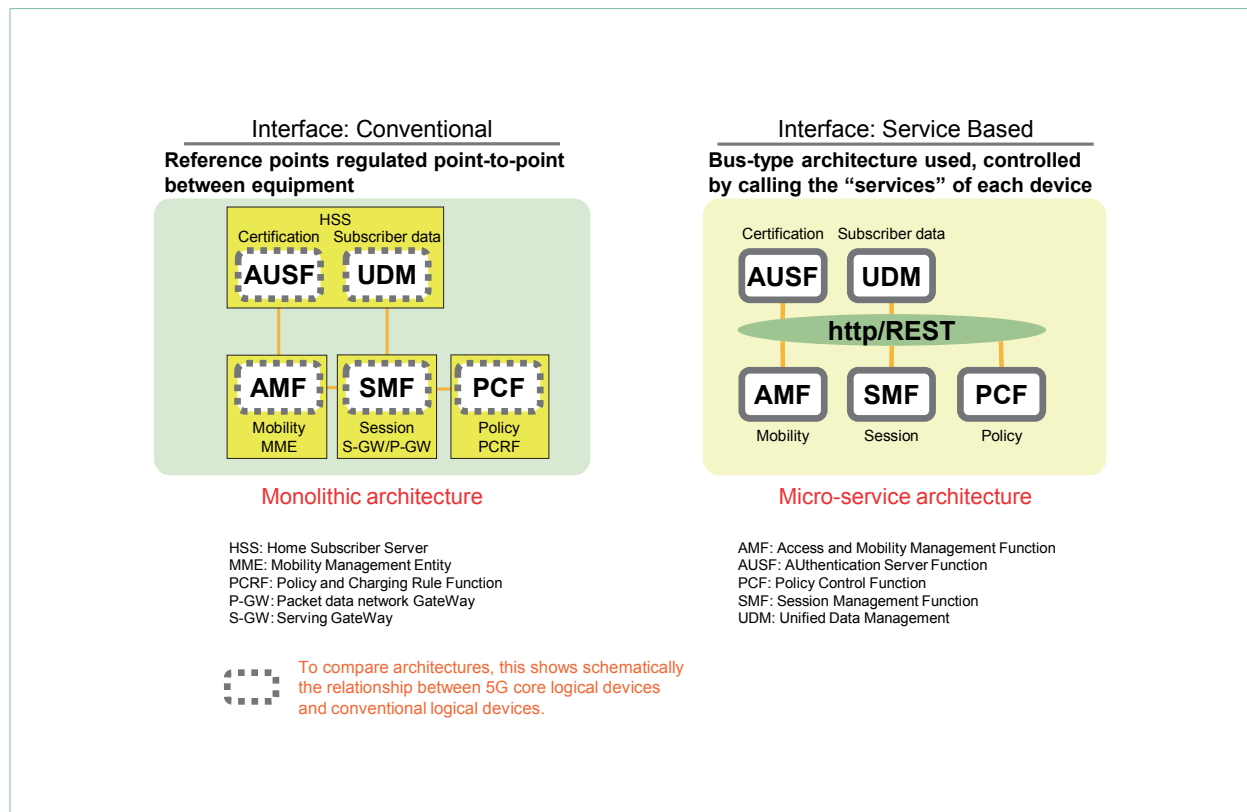 Interface: Conventional
Reference points regulated point-to-point
between equipment
HSS
Certification
Subscriber data
AUSF
UDM
AMF
SMF
PCF
Mobility
MME
Session
S-GW/P-GW
Policy
PCRF
Monolithic architecture
HSS: Home Subscriber Server
MME: Mobility Management Entity
PCRF: Policy and Charging Rule Function
P-GW: Packet data network GateWay
S-GW: Serving GateWay
To compare architectures, this shows schematically
the relationship between 5G core logical devices
and conventional logical devices.
Interface: Service Based
Bus-type architecture used, controlled
by calling the “services” of each device
Certification
Subscriber data
AUSF
UDM
http/REST
AMF
SMF
PCF
Mobility
Session
Policy
Micro-service architecture
AMF: Access and Mobility Management Function
AUSF: AUthentication Server Function
PCF: Policy Control Function
SMF: Session Management Function
UDM: Unified Data Management